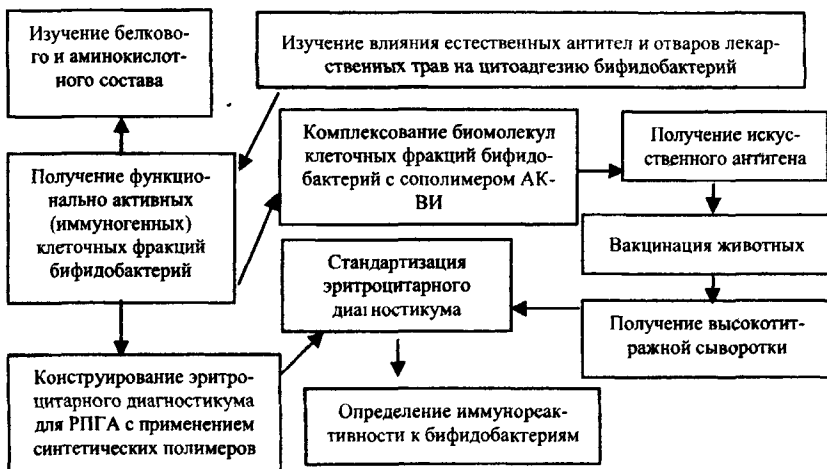 Изучение белково-
го и аминокислот-
ного состава
Изучение влияния естественных антител и отваров лекар-
ственных трав на цитоадгезию бифидобактерий
Получение функцио-
нально активных
(иммуногенных)
клеточных фракций
бифидобактерий
Комплексование биомолекул
клеточных фракций бифидо-
бактерий с сополимером АК-
ВИ
Получение искус-
ственного антигена
Вакцинация животных
Стандартизация
эритроцитарного
диагностикума
Получение высокотит-
ражной сыворотки
Конструирование эритро-
цитарного диагностикума
для РПГА с применением
синтетических полимеров
Определение иммунореак-
тивности к бифидобактериям